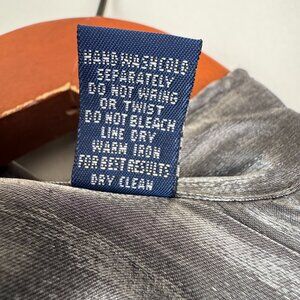 HAND WASH COLD
SEPARATELY
DO NOT WRING
OR TWIST
DO NOT BLEACH
LINE DRY
WARM IRON
FOR BEST RESULTS
DRY CLEAN